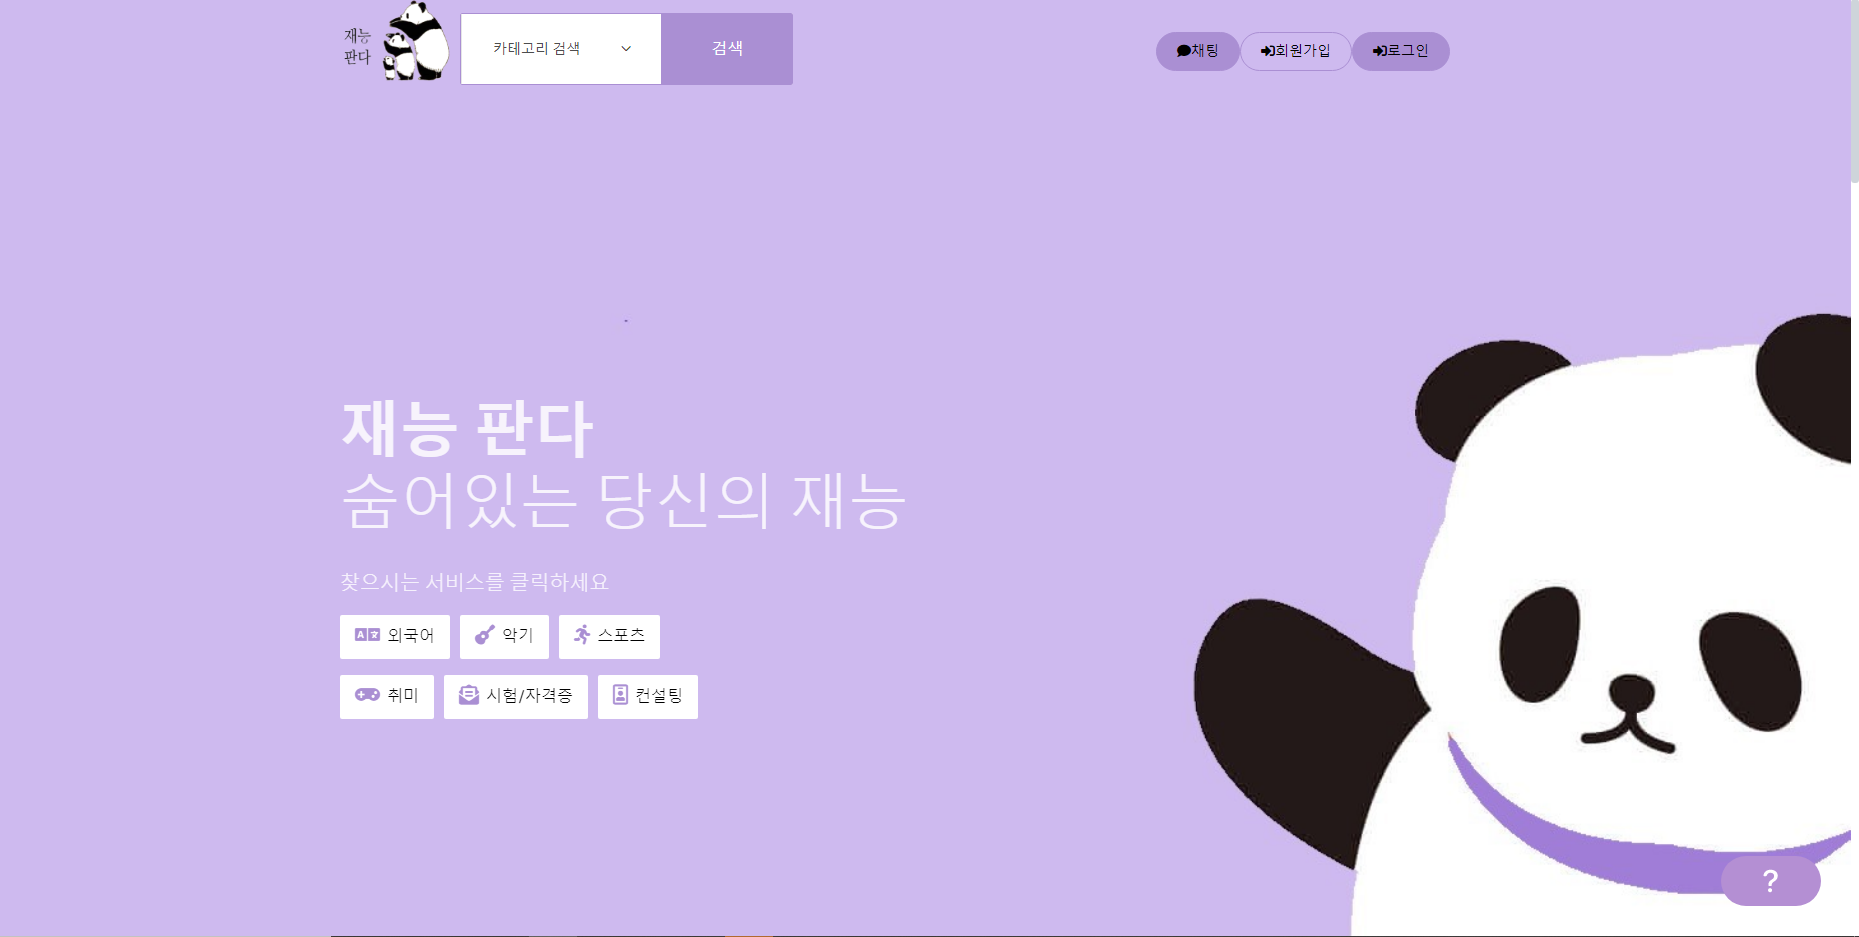 재능
판다
카테고리 검색
검색
채팅
회원가입
로그인
재능 판다
숨어있는 당신의 재능
찾으시는 서비스를 클릭하세요
외국어
악기
스포츠
취미
시험/자격증
컨설팅
?